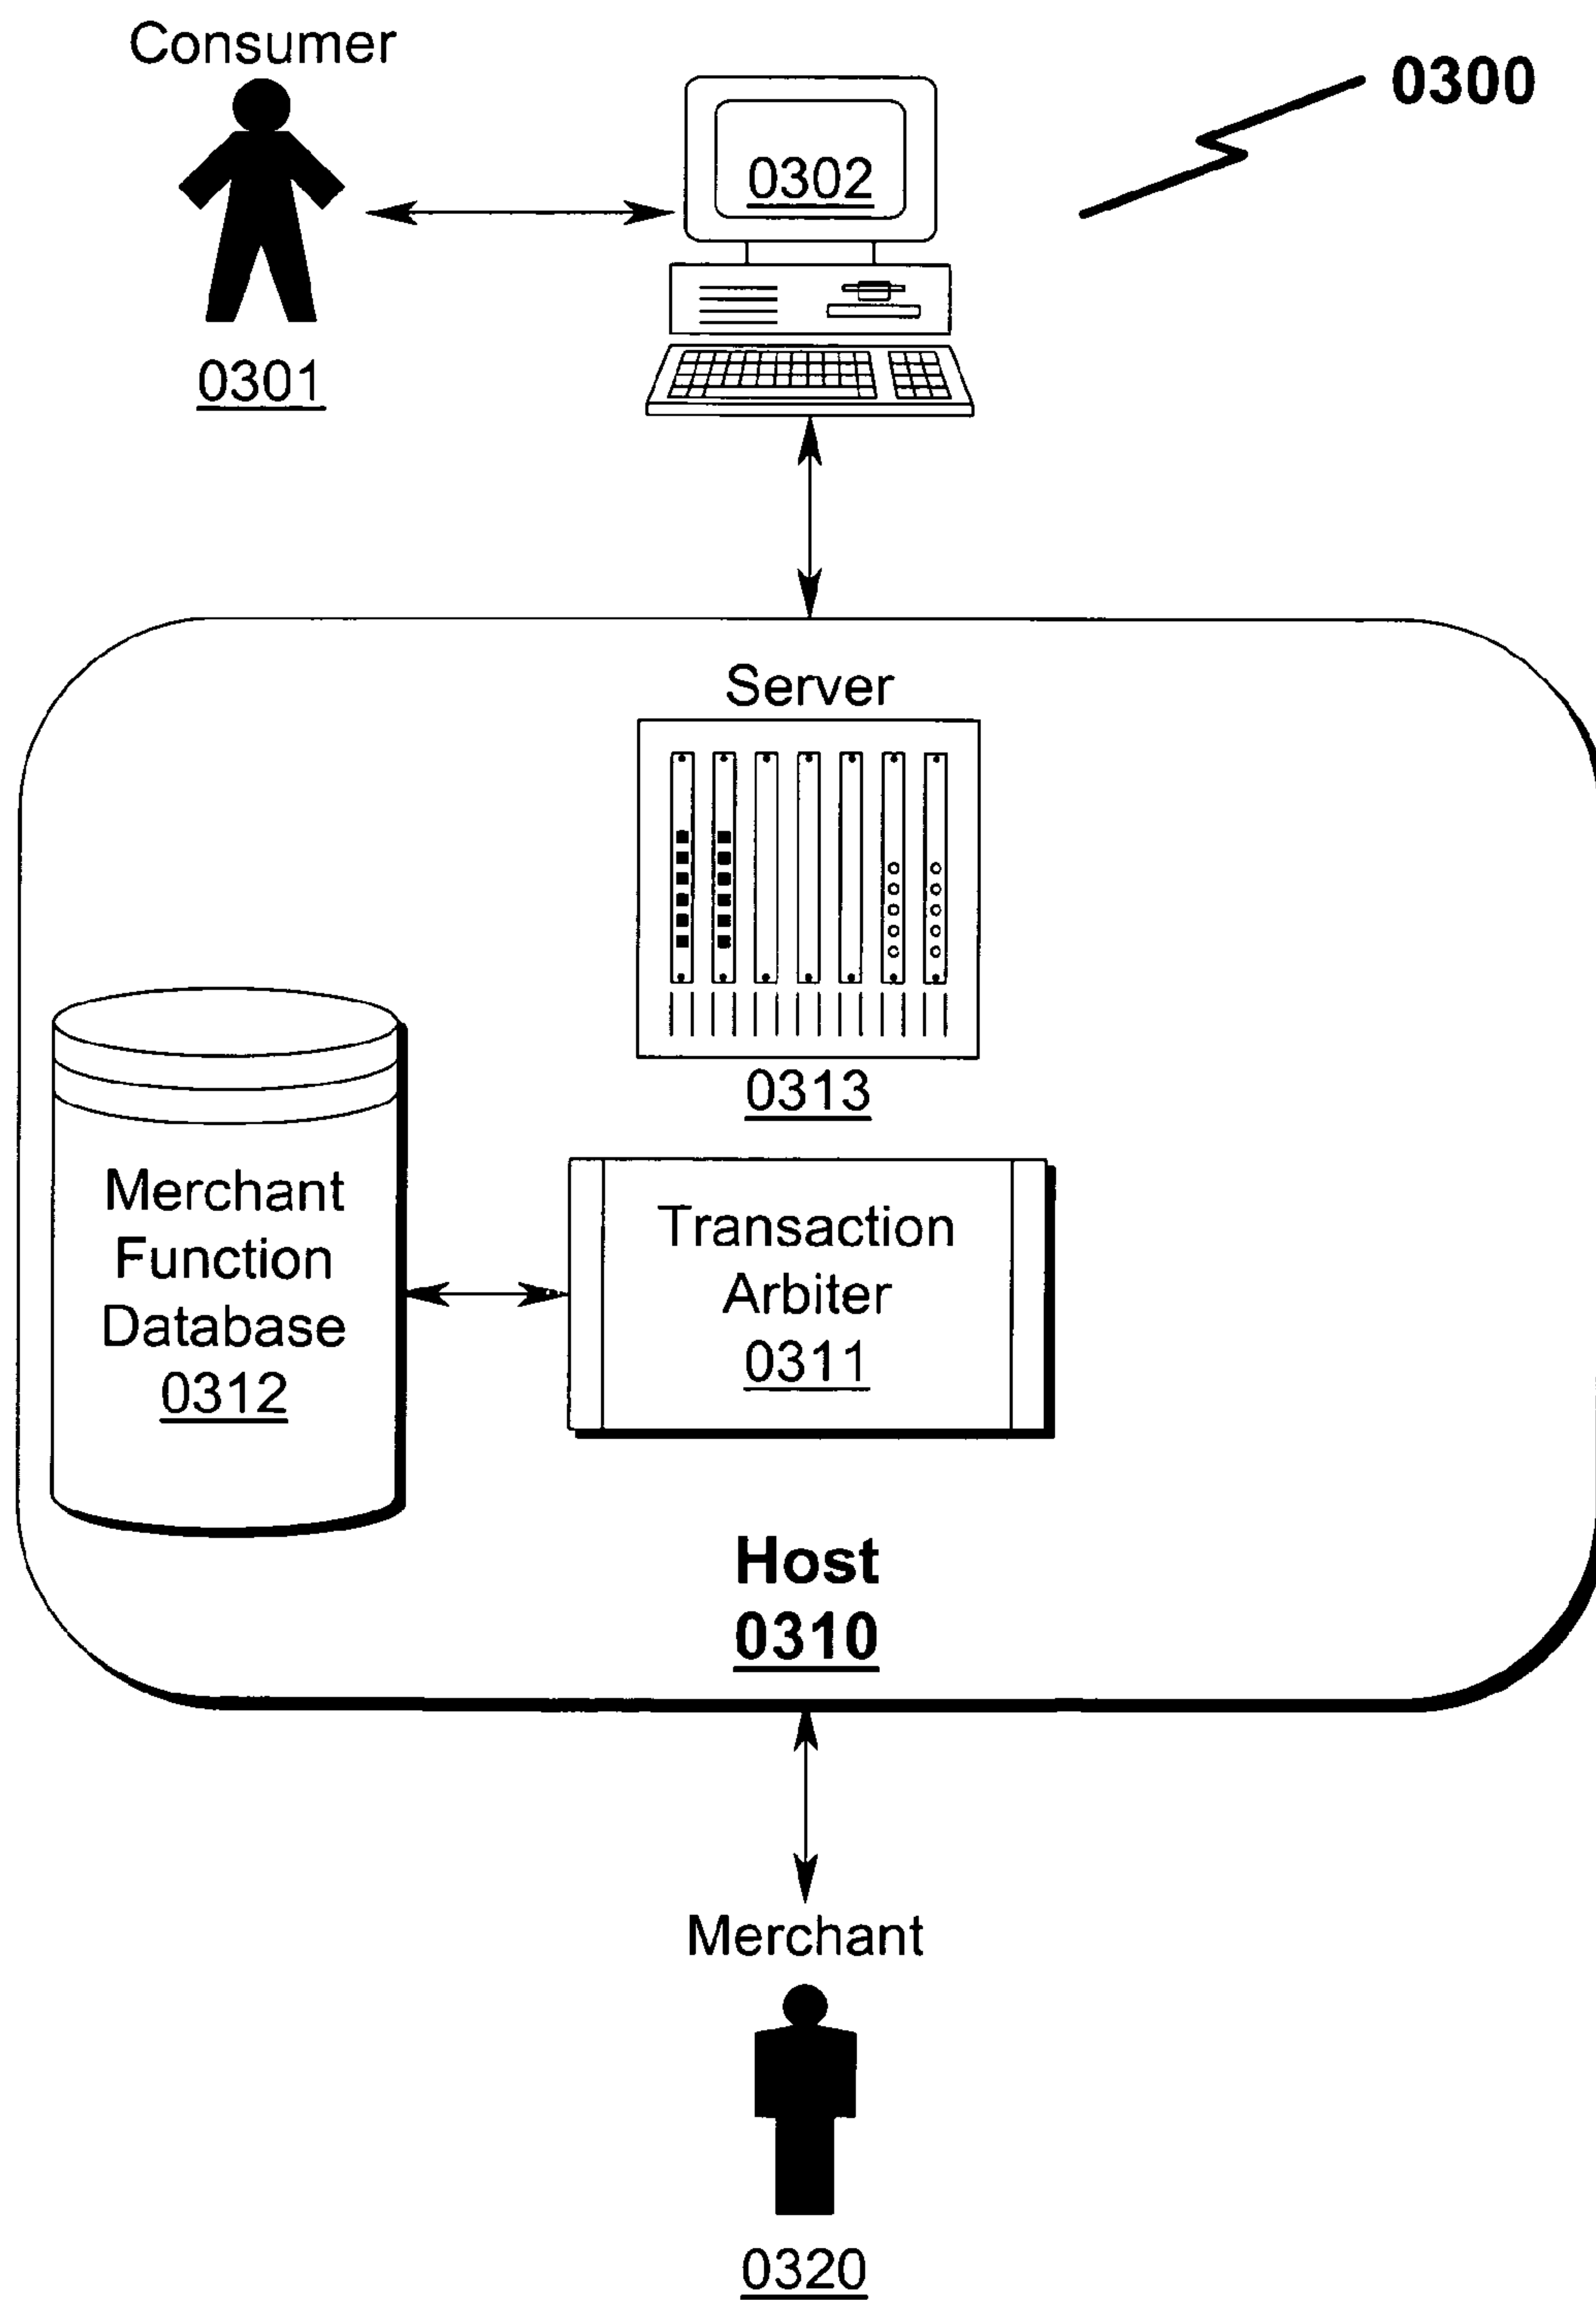 Consumer
0300
0302
0301
Server
0313
Merchant
Function
Database
0312
Transaction
Arbiter
0311
Host
0310
Merchant
0320